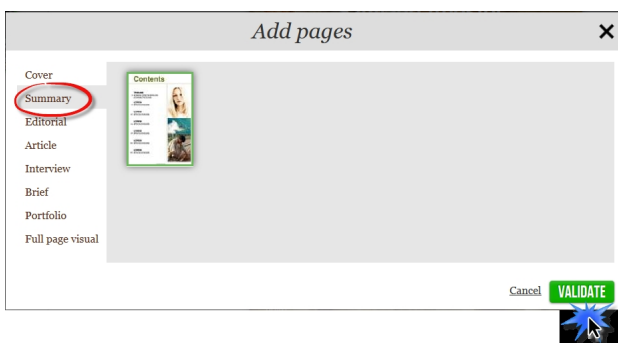 Add pages
Cover
Summary
Editorial
Article
Interview
Brief
Portfolio
Full page visual
Contents
Cancel
VALIDATE